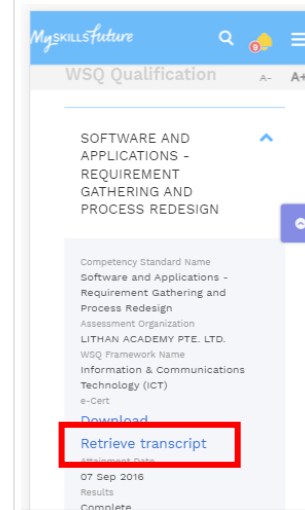 MySKILLSfuture
9
WSQ Qualification A- A+
SOFTWARE AND
APPLICATIONS -
REQUIREMENT
GATHERING AND
PROCESS REDESIGN
Competency Standard Name
Software and Applications -
Requirement Gathering and
Process Redesign
Assessment Organization
LITHAN ACADEMY PTE. LTD.
WSQ Framework Name
Information & Communications
Technology (ICT)
e-Cert
Download
Retrieve transcript
Attainment Date
07 Sep 2016
Results
Complete